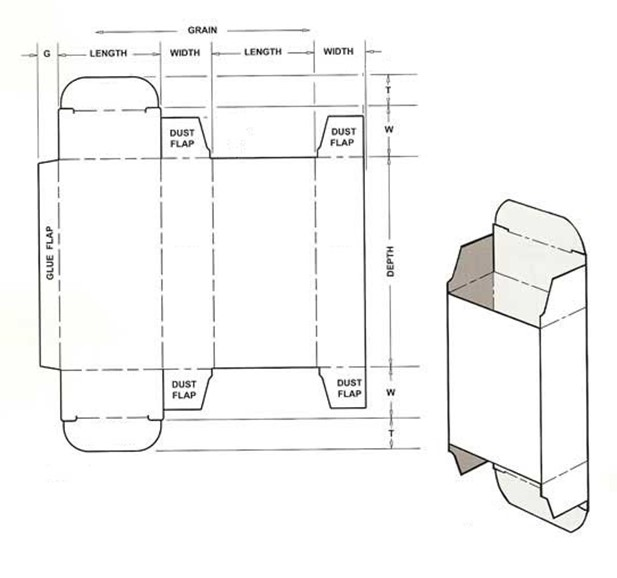 GRAIN
G LENGTH WIDTH LENGTH WIDTH
T
W
DUST
FLAP
DUST
FLAP
GLUE FLAP
DEPTH
DUST
FLAP
DUST
FLAP
W
T